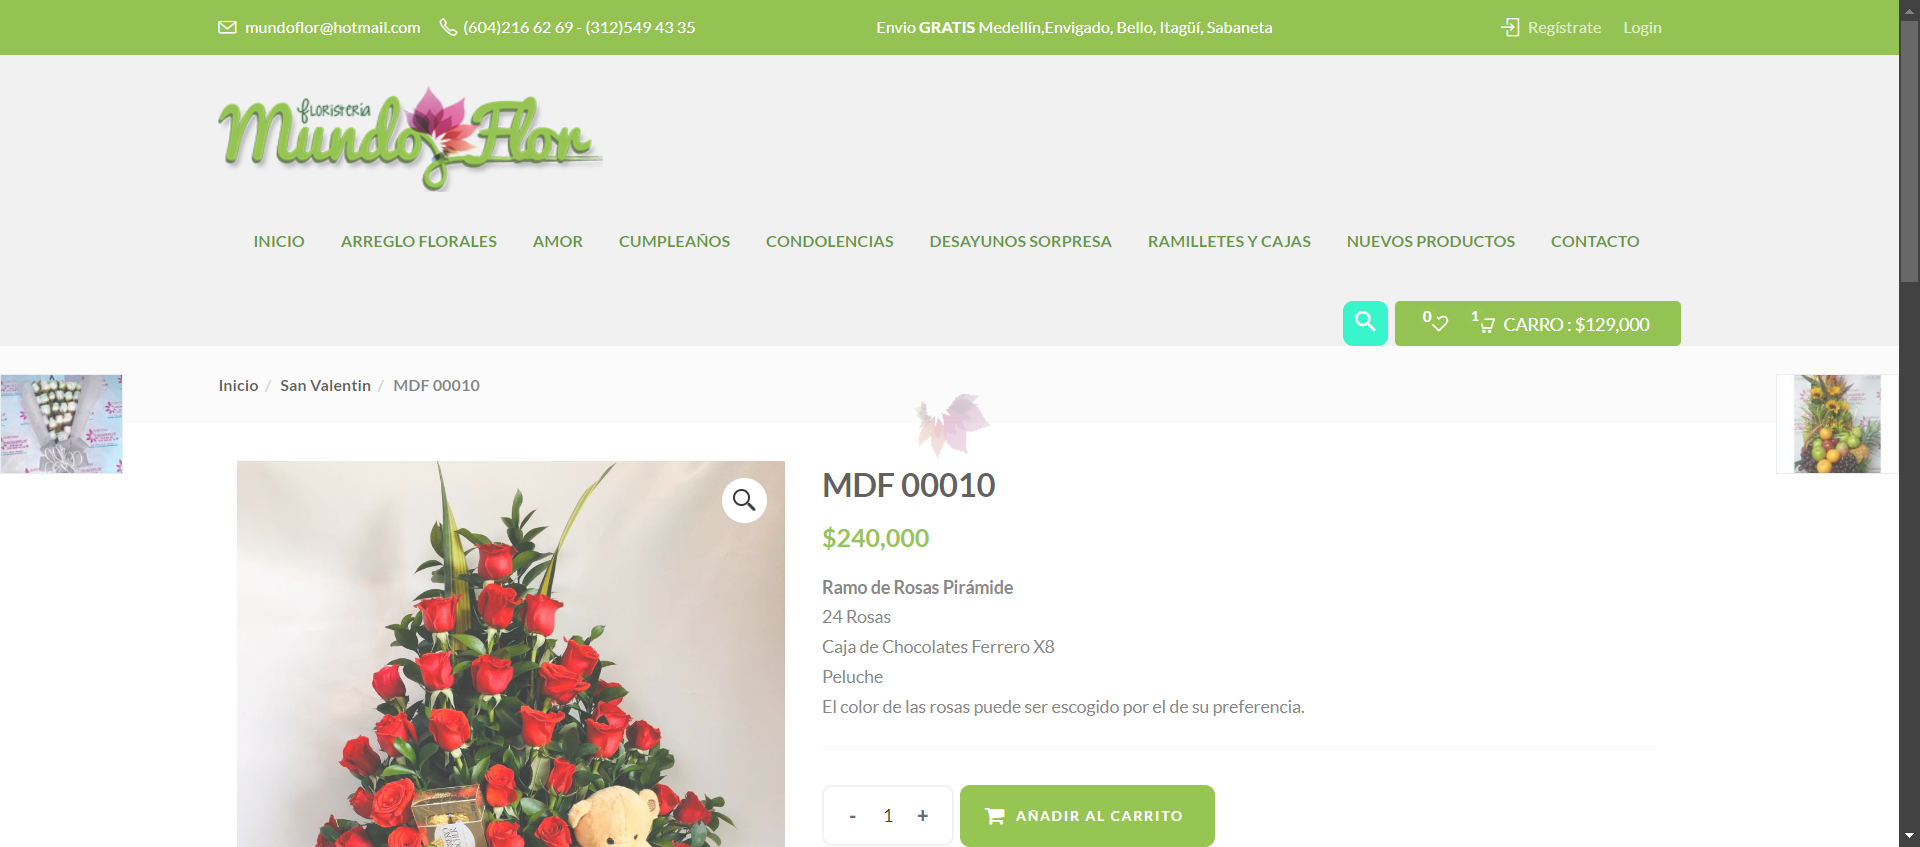 mundoflor@hotmail.com
(604)216 62 69 - (312)549 43 35
Envio GRATIS Medellín,Envigado, Bello, Itagüí, Sabaneta
Regístrate
Login
floristeria
Mundo Flor
INICIO
ARREGLO FLORALES
AMOR
CUMPLEAÑOS
CONDOLENCIAS
DESAYUNOS SORPRESA
RAMILLETES Y CAJAS
NUEVOS PRODUCTOS
CONTACTO
0
1
CARRO : $129,000
Inicio / San Valentin / MDF 00010
MDF 00010
$240,000
Ramo de Rosas Pirámide
24 Rosas
Caja de Chocolates Ferrero X8
Peluche
El color de las rosas puede ser escogido por el de su preferencia.
- 1 +
AÑADIR AL CARRITO